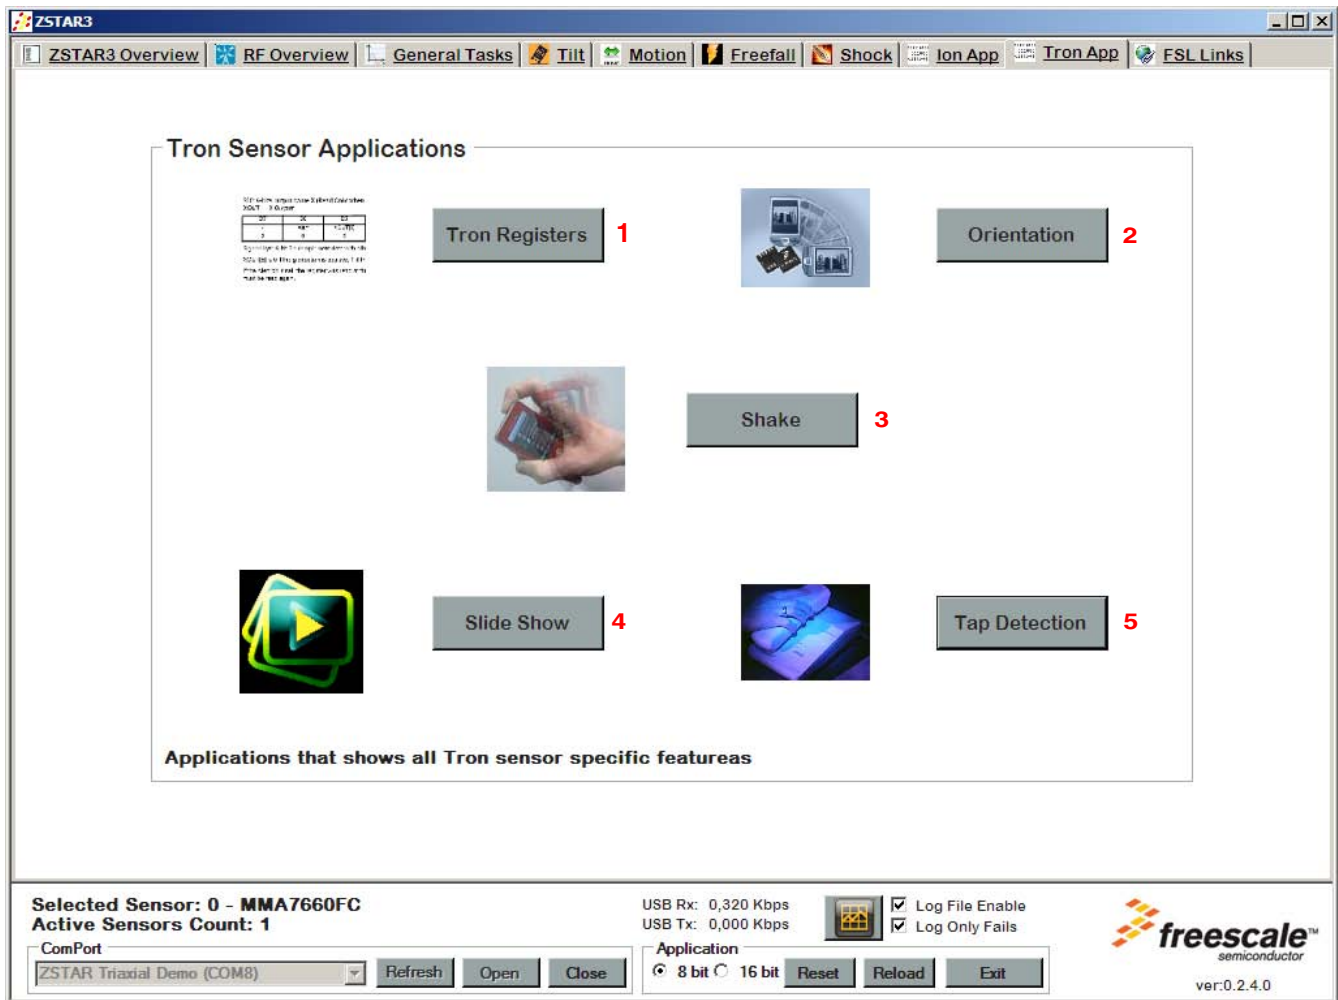 ZSTAR3
ZSTAR3 Overview RF Overview General Tasks Tilt Motion Freefall Shock Ion App Tron App FSL Links
Tron Sensor Applications
Tron Registers 1
Orientation 2
Shake 3
Slide Show 4
Tap Detection 5
Applications that shows all Tron sensor specific featureas
Selected Sensor: 0 - MMA7660FC
Active Sensors Count: 1
ComPort
ZSTAR Triaxial Demo (COM8) Refresh Open Close
USB Rx: 0,320 Kbps
USB Tx: 0,000 Kbps
Log File Enable
Log Only Fails
Application
8 bit 16 bit Reset Reload Exit
freescale™
semiconductor
ver:0.2.4.0